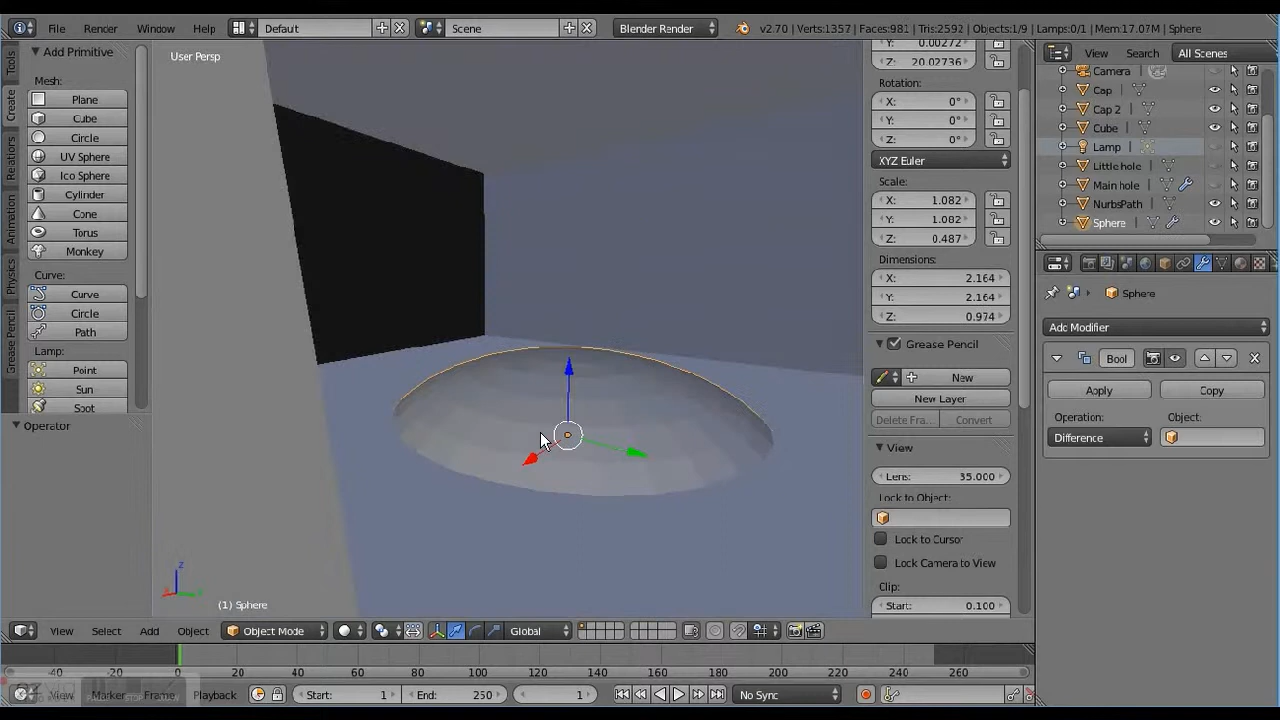 File Render Window Help Default Scene Blender Render v2.70 | Verts:1357 | Faces:981 | Tris:2592 | Objects:1/9 | Lamps:0/1 | Mem:17.07M | Sphere
Tools
Create
Relations
Animation
Physics
Grease Pencil
Add Primitive
Mesh:
Plane
Cube
Circle
UV Sphere
Ico Sphere
Cylinder
Cone
Torus
Monkey
Curve:
Curve
Circle
Path
Lamp:
Point
Sun
Spot
Operator
User Persp
(1) Sphere
Y: 0.00272
Z: 20.02736
Rotation:
X: 0°
Y: 0°
Z: 0°
XYZ Euler
Scale:
X: 1.082
Y: 1.082
Z: 0.487
Dimensions:
X: 2.164
Y: 2.164
Z: 0.974
Grease Pencil
New
New Layer
Delete Fra... Convert
View
Lens: 35.000
Lock to Object:
Lock to Cursor
Lock Camera to View
Clip:
Start: 0.100
View Search All Scenes
Camera
Cap
Cap 2
Cube
Lamp
Little hole
Main hole
NurbsPath
Sphere
Sphere
Add Modifier
Bool
Apply Copy
Operation: Object:
Difference
View Select Add Object Object Mode Global
-40 -20 0 20 40 60 80 100 120 140 160 180 200 220 240 260
View Marker Frame Playback Start: 1 End: 250 1 No Sync